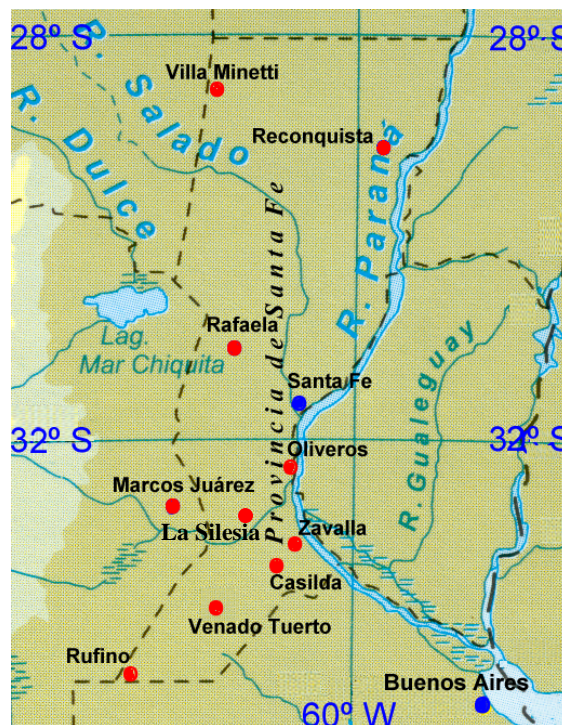 28º S
28º S
R. Salado
Villa Minetti
R. Dulce
Reconquista
R. Paraná
Provincia de Santa Fe
Rafaela
Lag.
Mar Chiquita
R. Gualeguay
Santa Fe
32º S
32º S
Oliveros
Marcos Juárez
La Silesia
Zavalla
Casilda
Venado Tuerto
Rufino
Buenos Aires
60º W